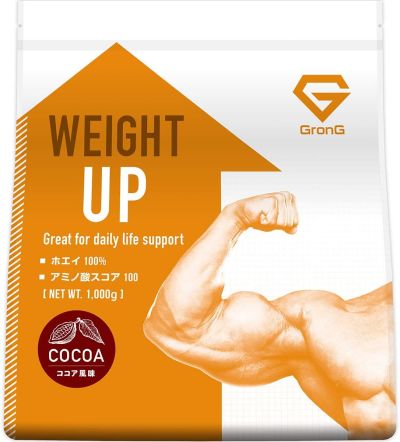 GronG
WEIGHT
UP
Great for daily life support
■ ホエイ 100%
■ アミノ酸スコア 100
[ NET WT. 1,000g ]
COCOA
ココア風味